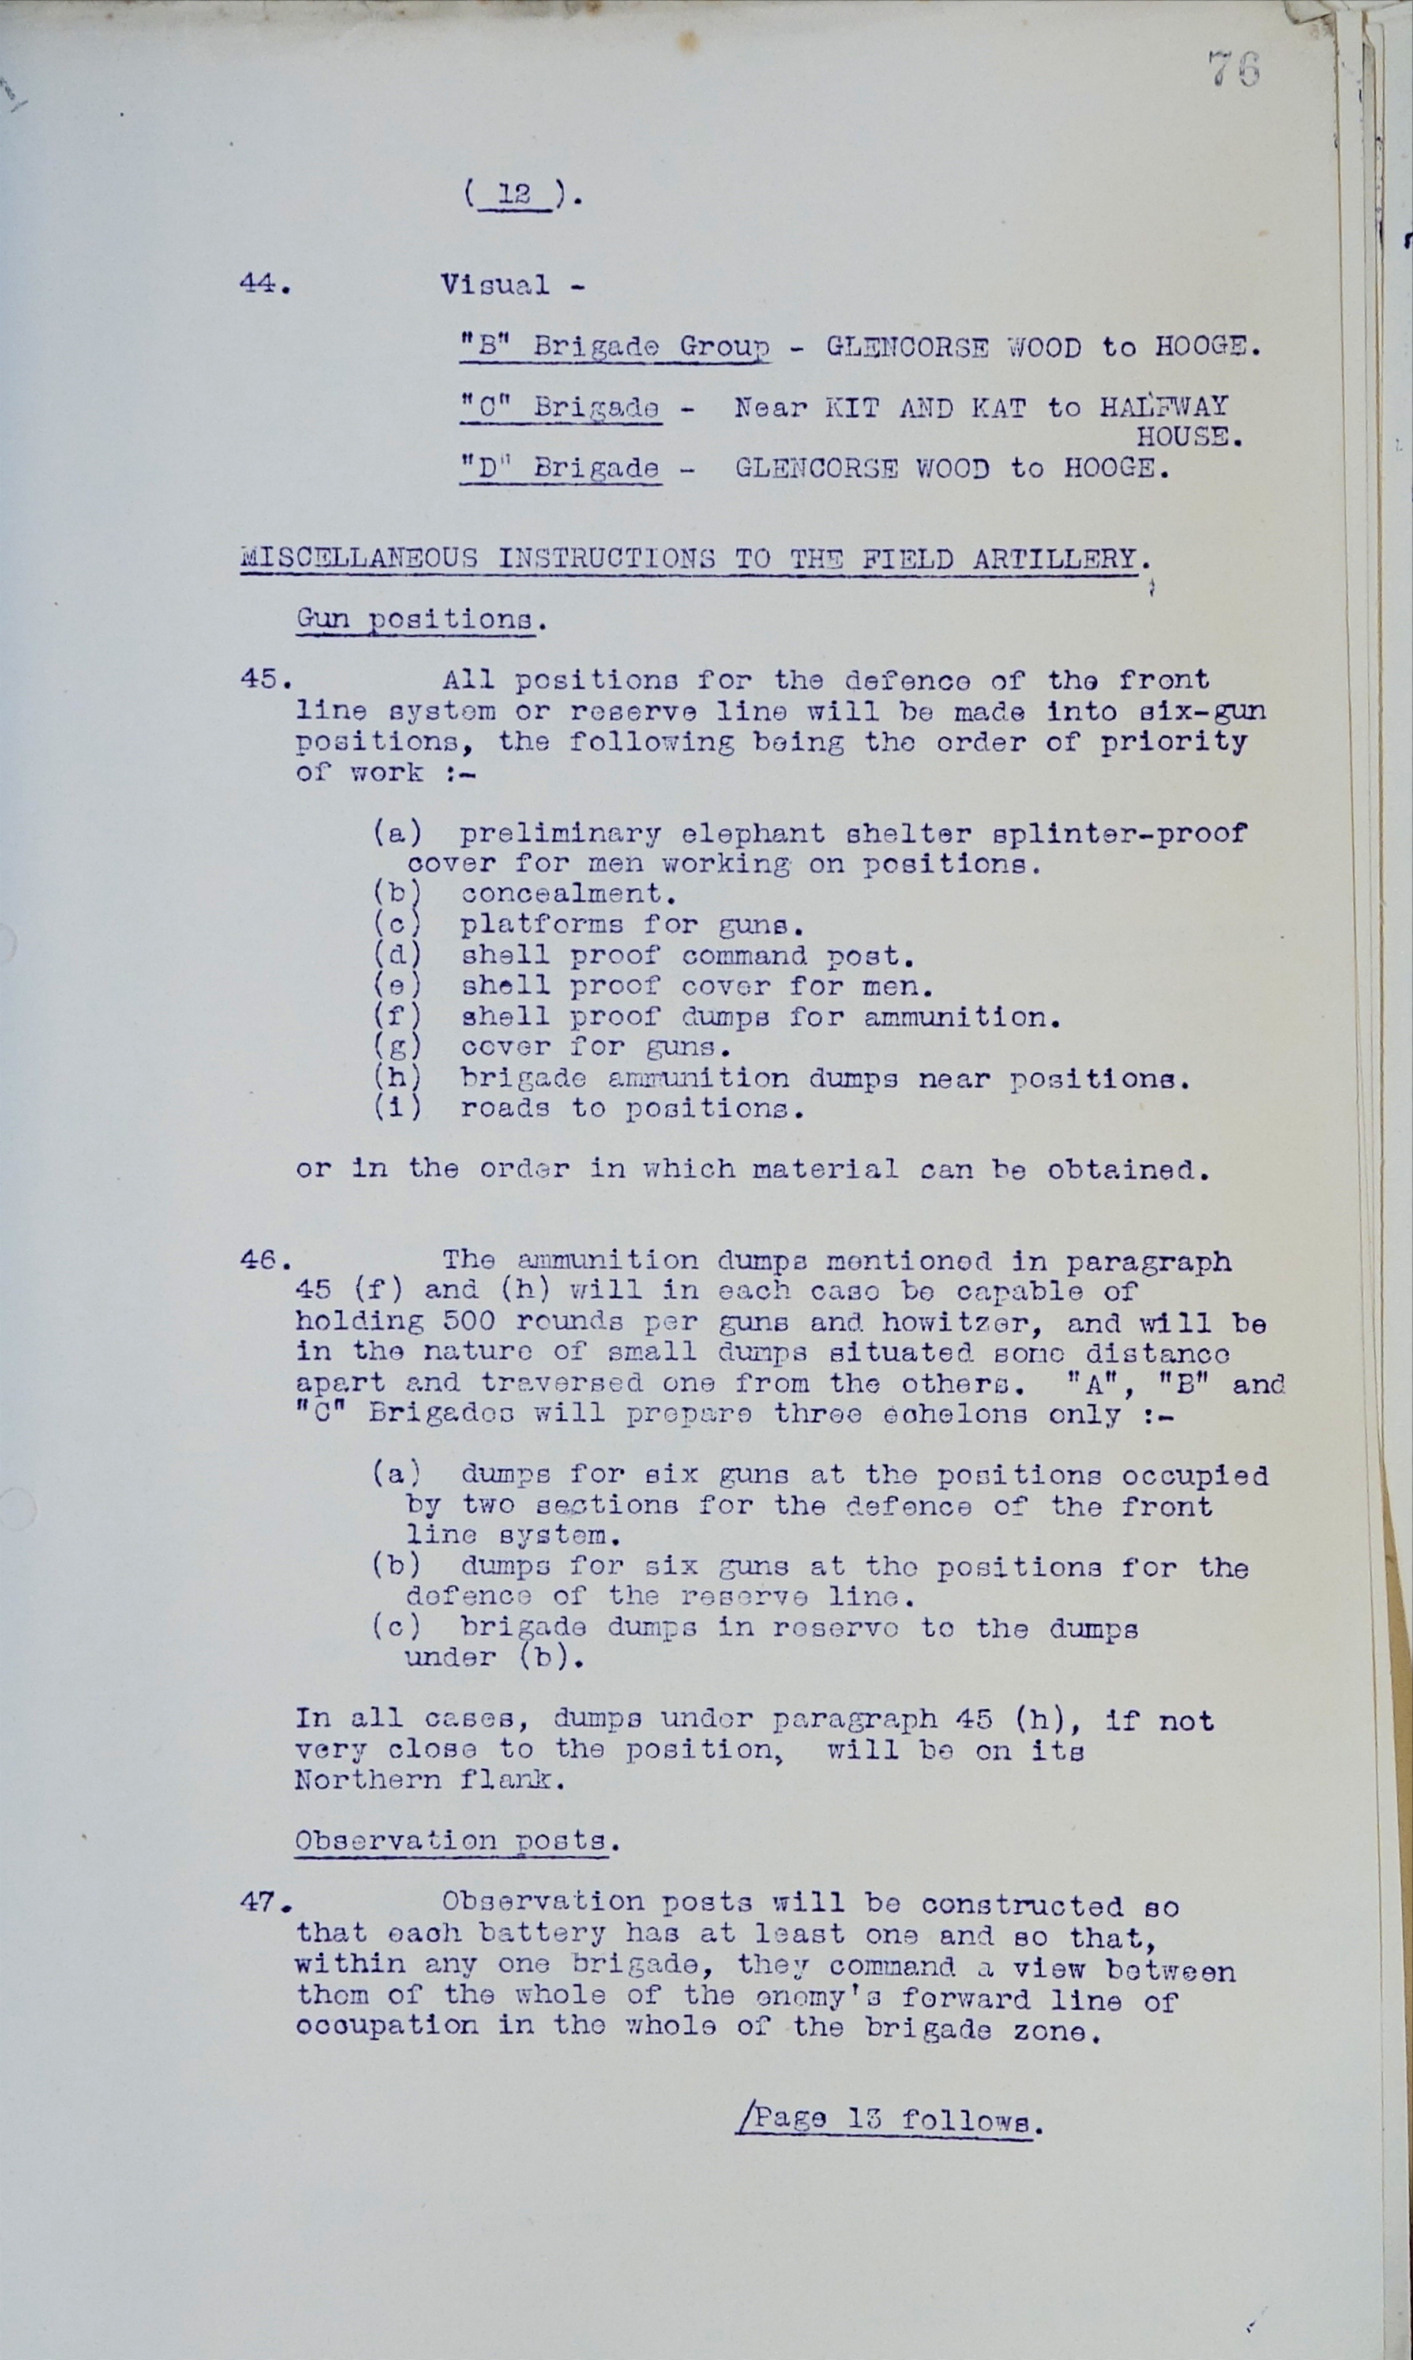 76
( 12 ).
44. Visual -
"B" Brigade Group - GLENCORSE WOOD to HOOGE.
"C" Brigade - Near KIT AND KAT to HALFWAY
HOUSE.
"D" Brigade - GLENCORSE WOOD to HOOGE.
MISCELLANEOUS INSTRUCTIONS TO THE FIELD ARTILLERY.
Gun positions.
45. All positions for the defence of the front
line system or reserve line will be made into six-gun
positions, the following being the order of priority
of work :-
(a) preliminary elephant shelter splinter-proof
cover for men working on positions.
(b) concealment.
(c) platforms for guns.
(d) shell proof command post.
(e) shell proof cover for men.
(f) shell proof dumps for ammunition.
(g) cover for guns.
(h) brigade ammunition dumps near positions.
(i) roads to positions.
or in the order in which material can be obtained.
46. The ammunition dumps mentioned in paragraph
45 (f) and (h) will in each case be capable of
holding 500 rounds per guns and howitzer, and will be
in the nature of small dumps situated some distance
apart and traversed one from the others. "A", "B" and
"C" Brigades will prepare three echelons only :-
(a) dumps for six guns at the positions occupied
by two sections for the defence of the front
line system.
(b) dumps for six guns at the positions for the
defence of the reserve line.
(c) brigade dumps in reserve to the dumps
under (b).
In all cases, dumps under paragraph 45 (h), if not
very close to the position, will be on its
Northern flank.
Observation posts.
47. Observation posts will be constructed so
that each battery has at least one and so that,
within any one brigade, they command a view between
them of the whole of the enemy's forward line of
occupation in the whole of the brigade zone.
/Page 13 follows.